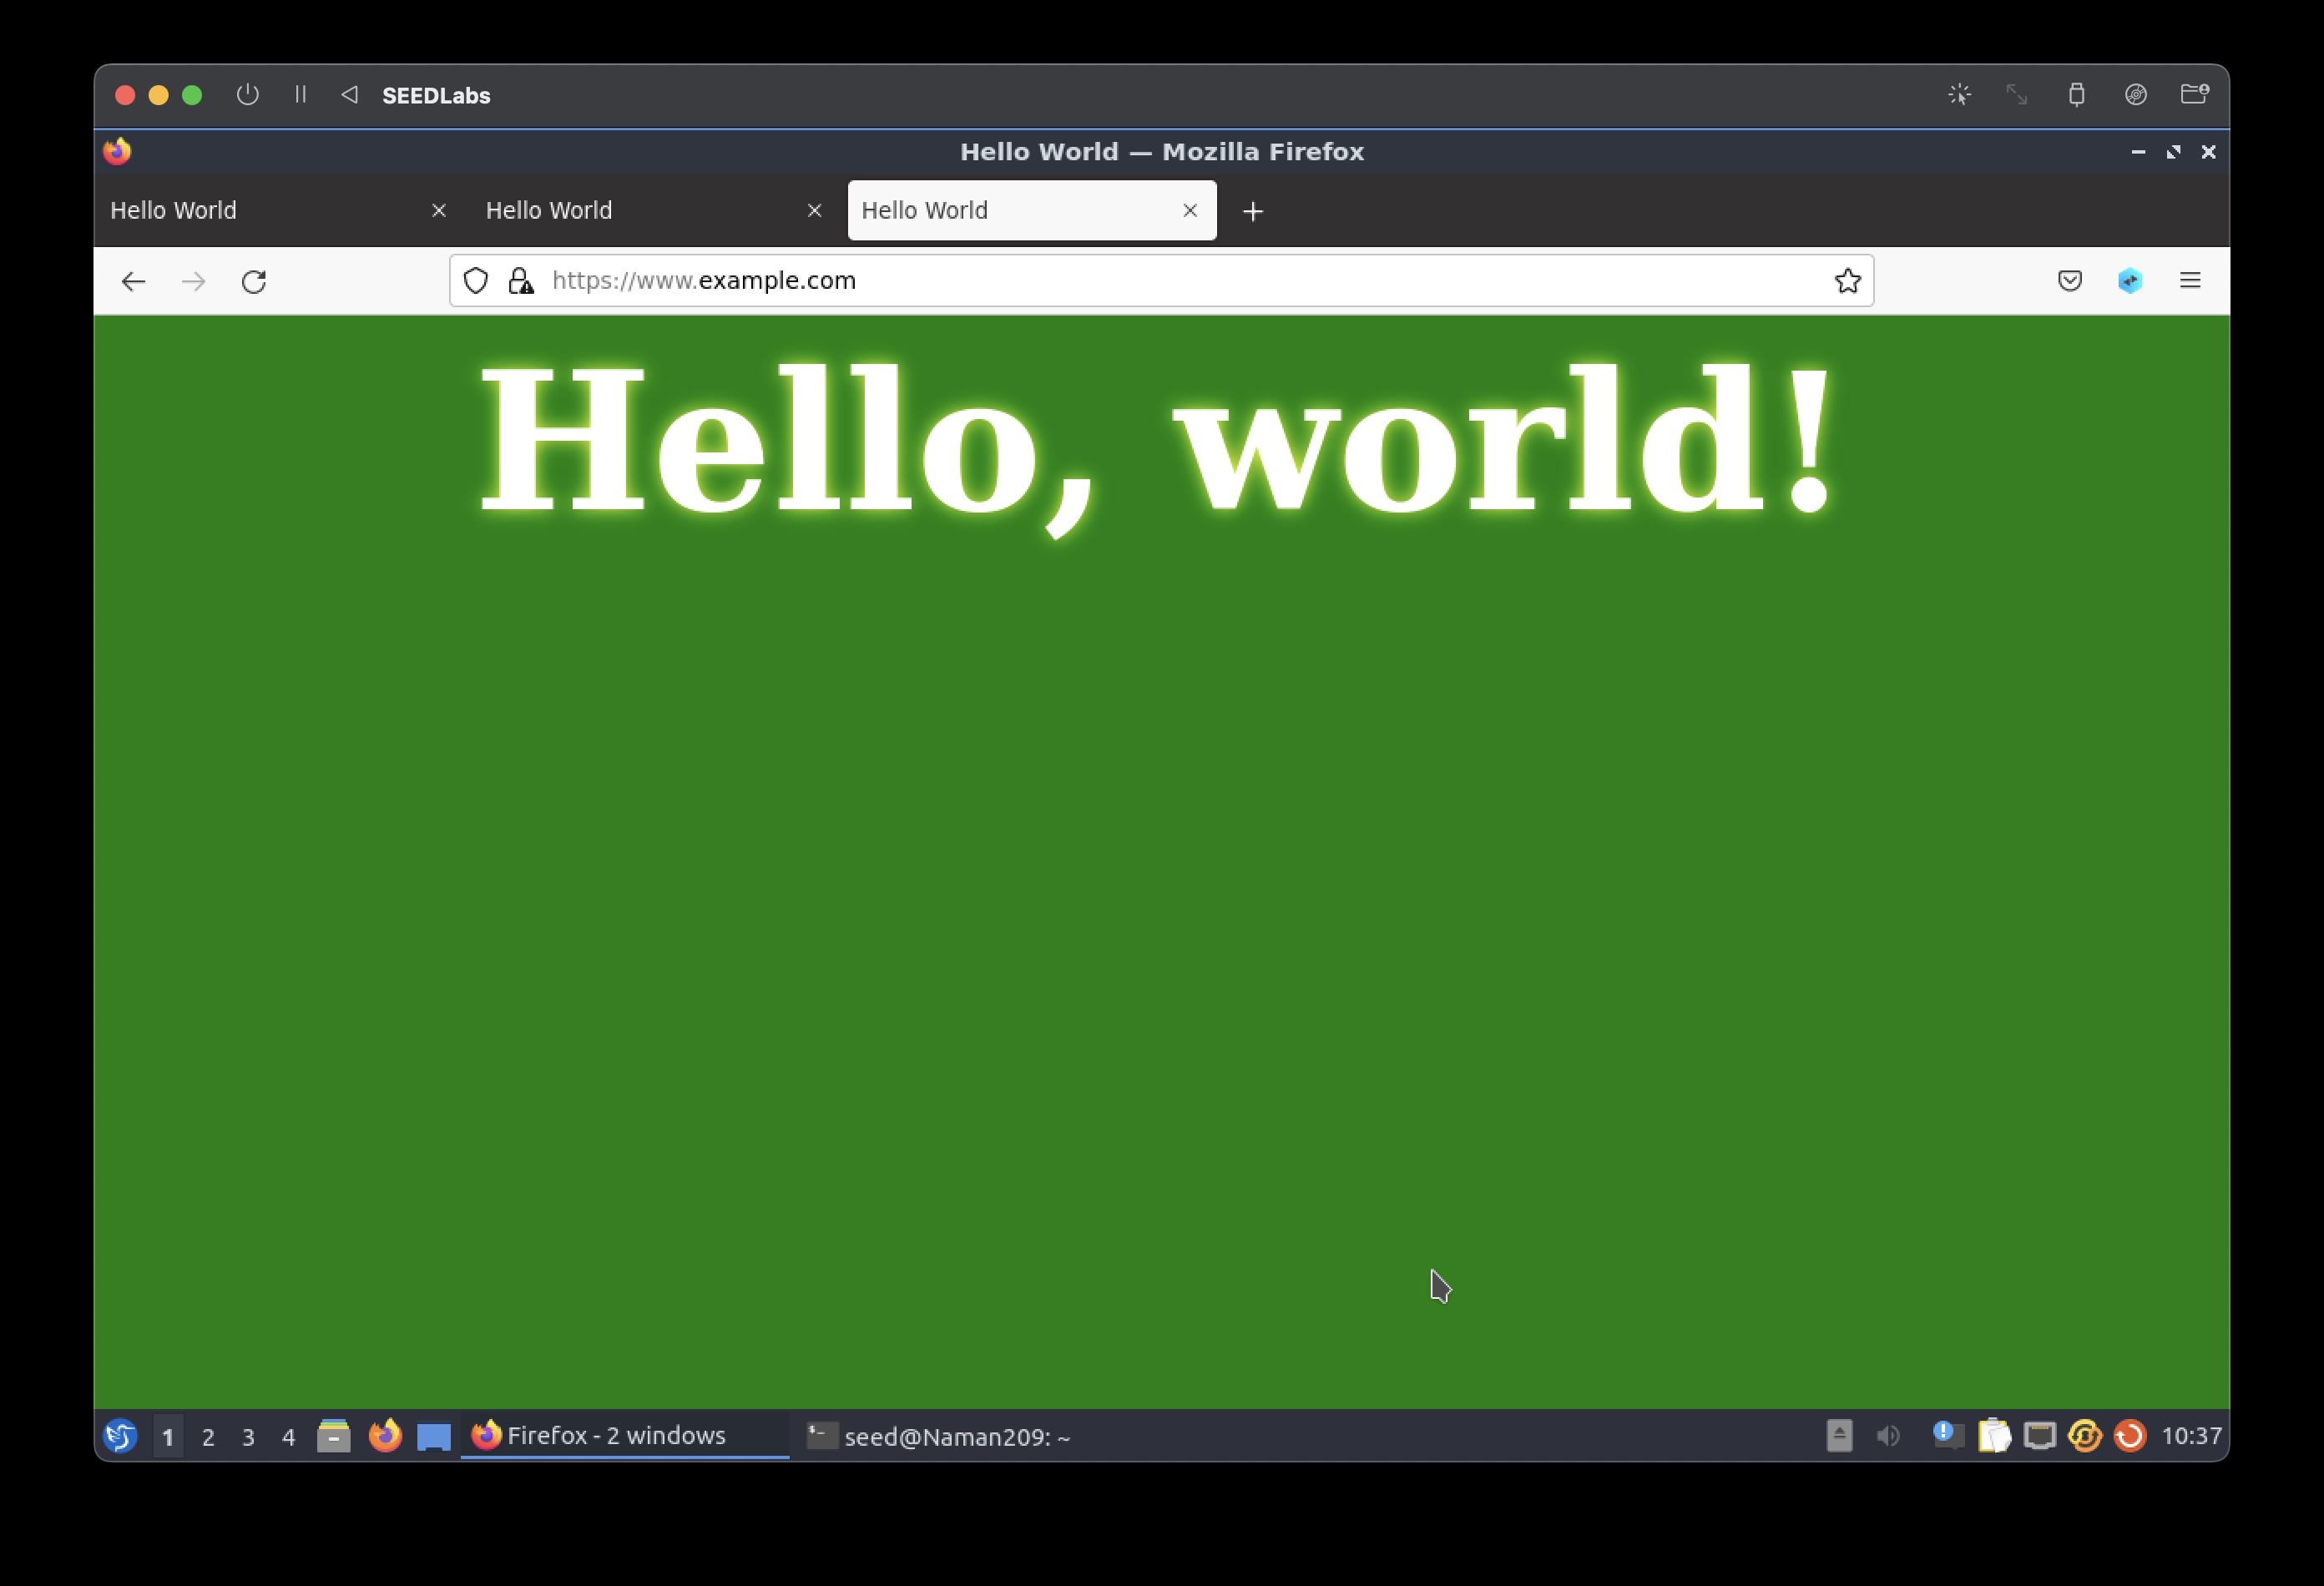 SEEDLabs
Hello World — Mozilla Firefox
Hello World
Hello World
Hello World
https://www.example.com
Hello, world!
1 2 3 4 Firefox - 2 windows seed@Naman209: ~ 10:37